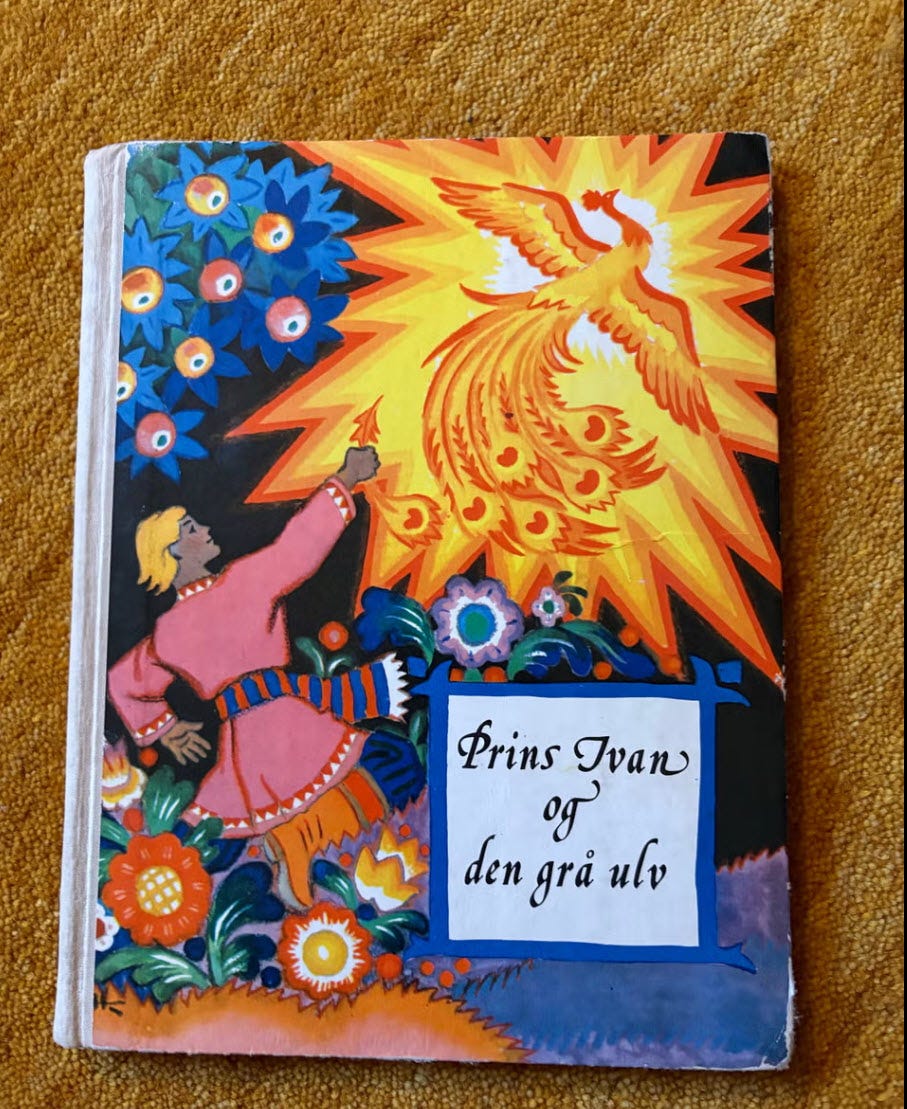 Prins Ivan
og
den grå ulv